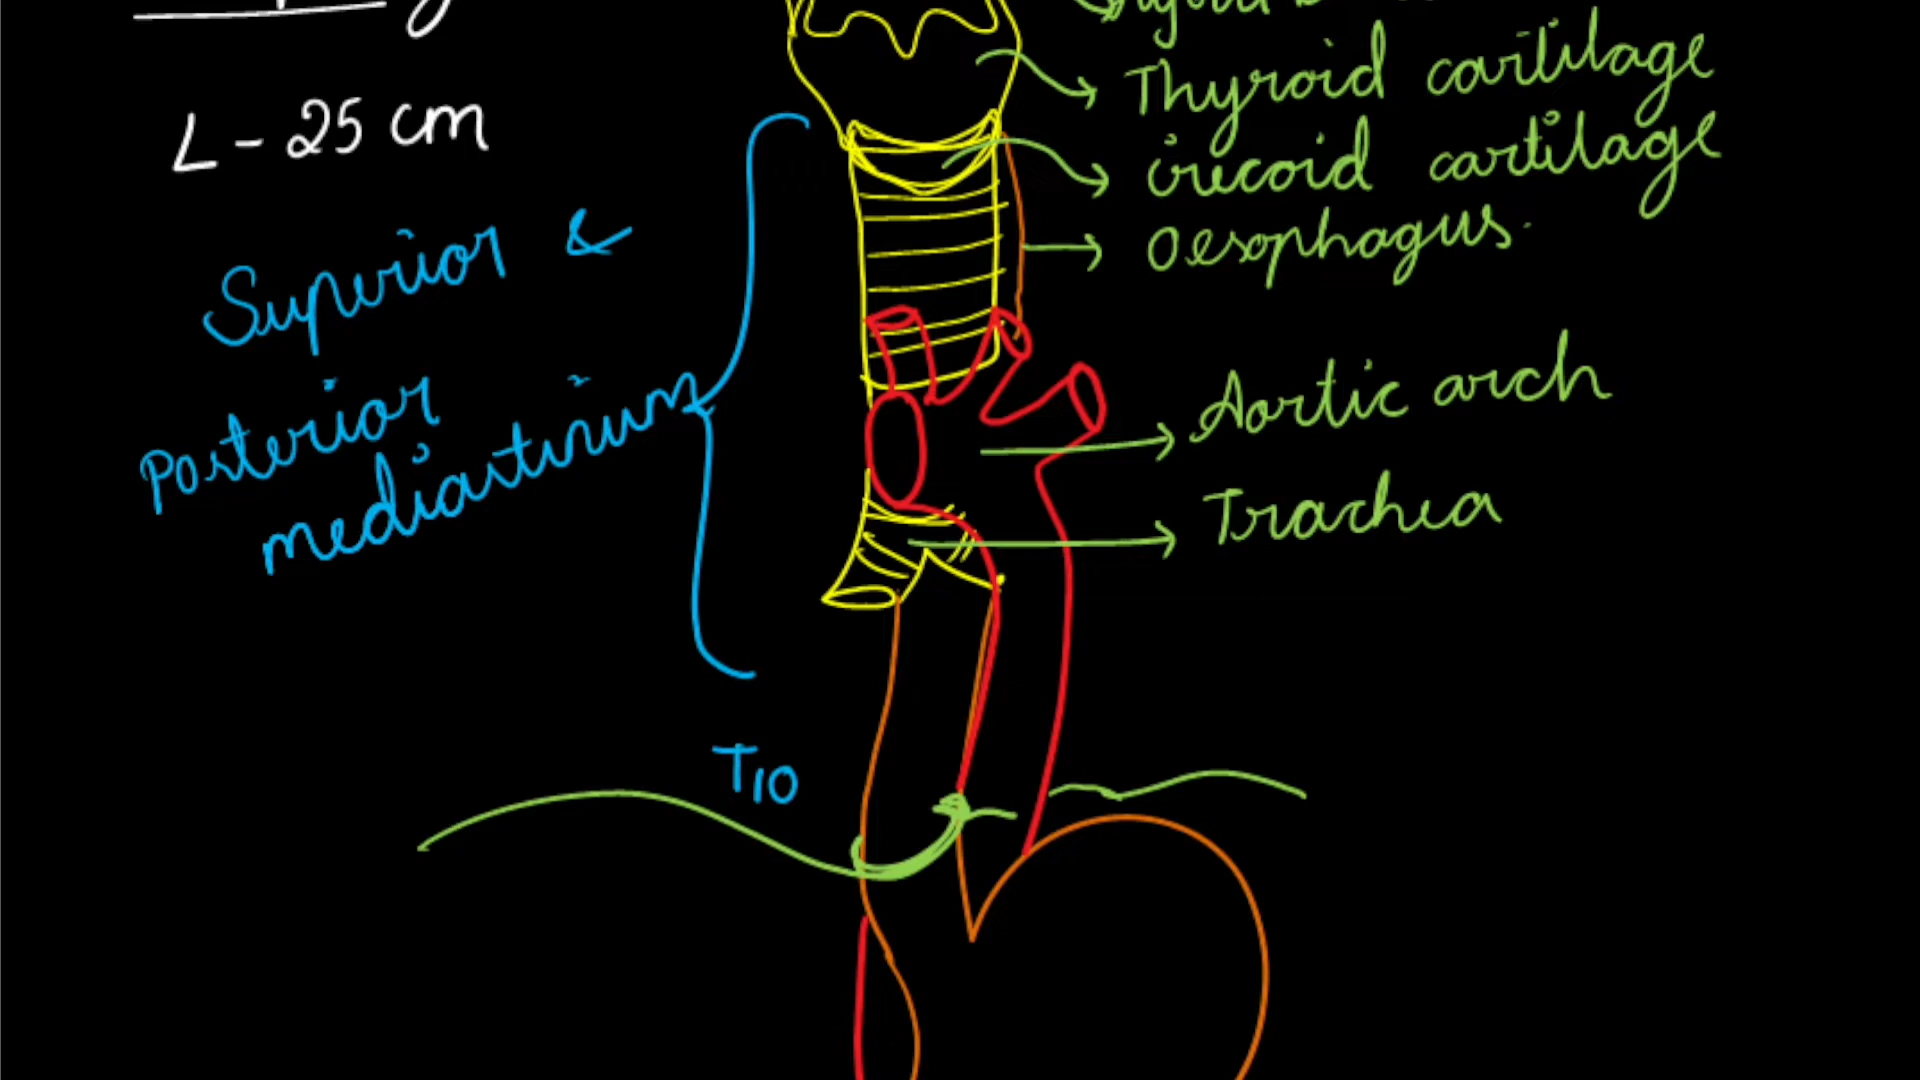 L - 25 cm
Superior &
Posterior
mediastinum
T10
Thyroid cartilage
cricoid cartilage
Oesophagus.
Aortic arch
Trachea